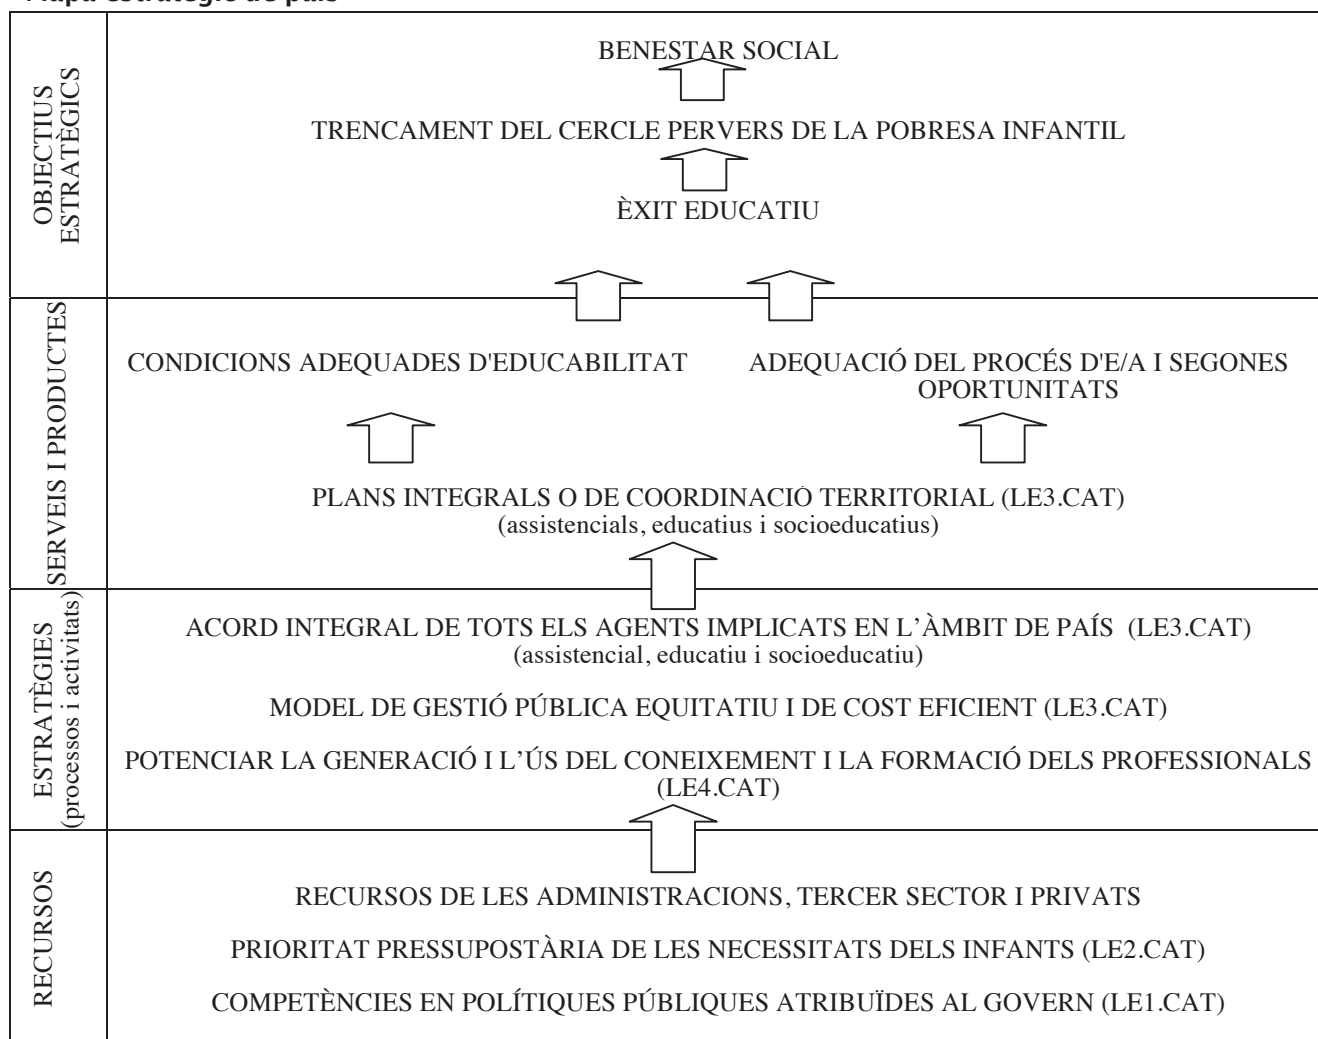 Mapa estratègic de país
OBJECTIUS
ESTRATÈGICS
BENESTAR SOCIAL
TRENCAMENT DEL CERCLE PERVERS DE LA POBRESA INFANTIL
ÈXIT EDUCATIU
SERVEIS I PRODUCTES
CONDICIONS ADEQUADES D'EDUCABILITAT
ADEQUACIÓ DEL PROCÉS D'E/A I SEGONES
OPORTUNITATS
PLANS INTEGRALS O DE COORDINACIÓ TERRITORIAL (LE3.CAT)
(assistencials, educatius i socioeducatius)
ESTRATÈGIES
(processos i activitats)
ACORD INTEGRAL DE TOTS ELS AGENTS IMPLICATS EN L’ÀMBIT DE PAÍS (LE3.CAT)
(assistencial, educatiu i socioeducatiu)
MODEL DE GESTIÓ PÚBLICA EQUITATIU I DE COST EFICIENT (LE3.CAT)
POTENCIAR LA GENERACIÓ I L’ÚS DEL CONEIXEMENT I LA FORMACIÓ DELS PROFESSIONALS
(LE4.CAT)
RECURSOS
RECURSOS DE LES ADMINISTRACIONS, TERCER SECTOR I PRIVATS
PRIORITAT PRESSUPOSTÀRIA DE LES NECESSITATS DELS INFANTS (LE2.CAT)
COMPETÈNCIES EN POLÍTIQUES PÚBLIQUES ATRIBUÏDES AL GOVERN (LE1.CAT)